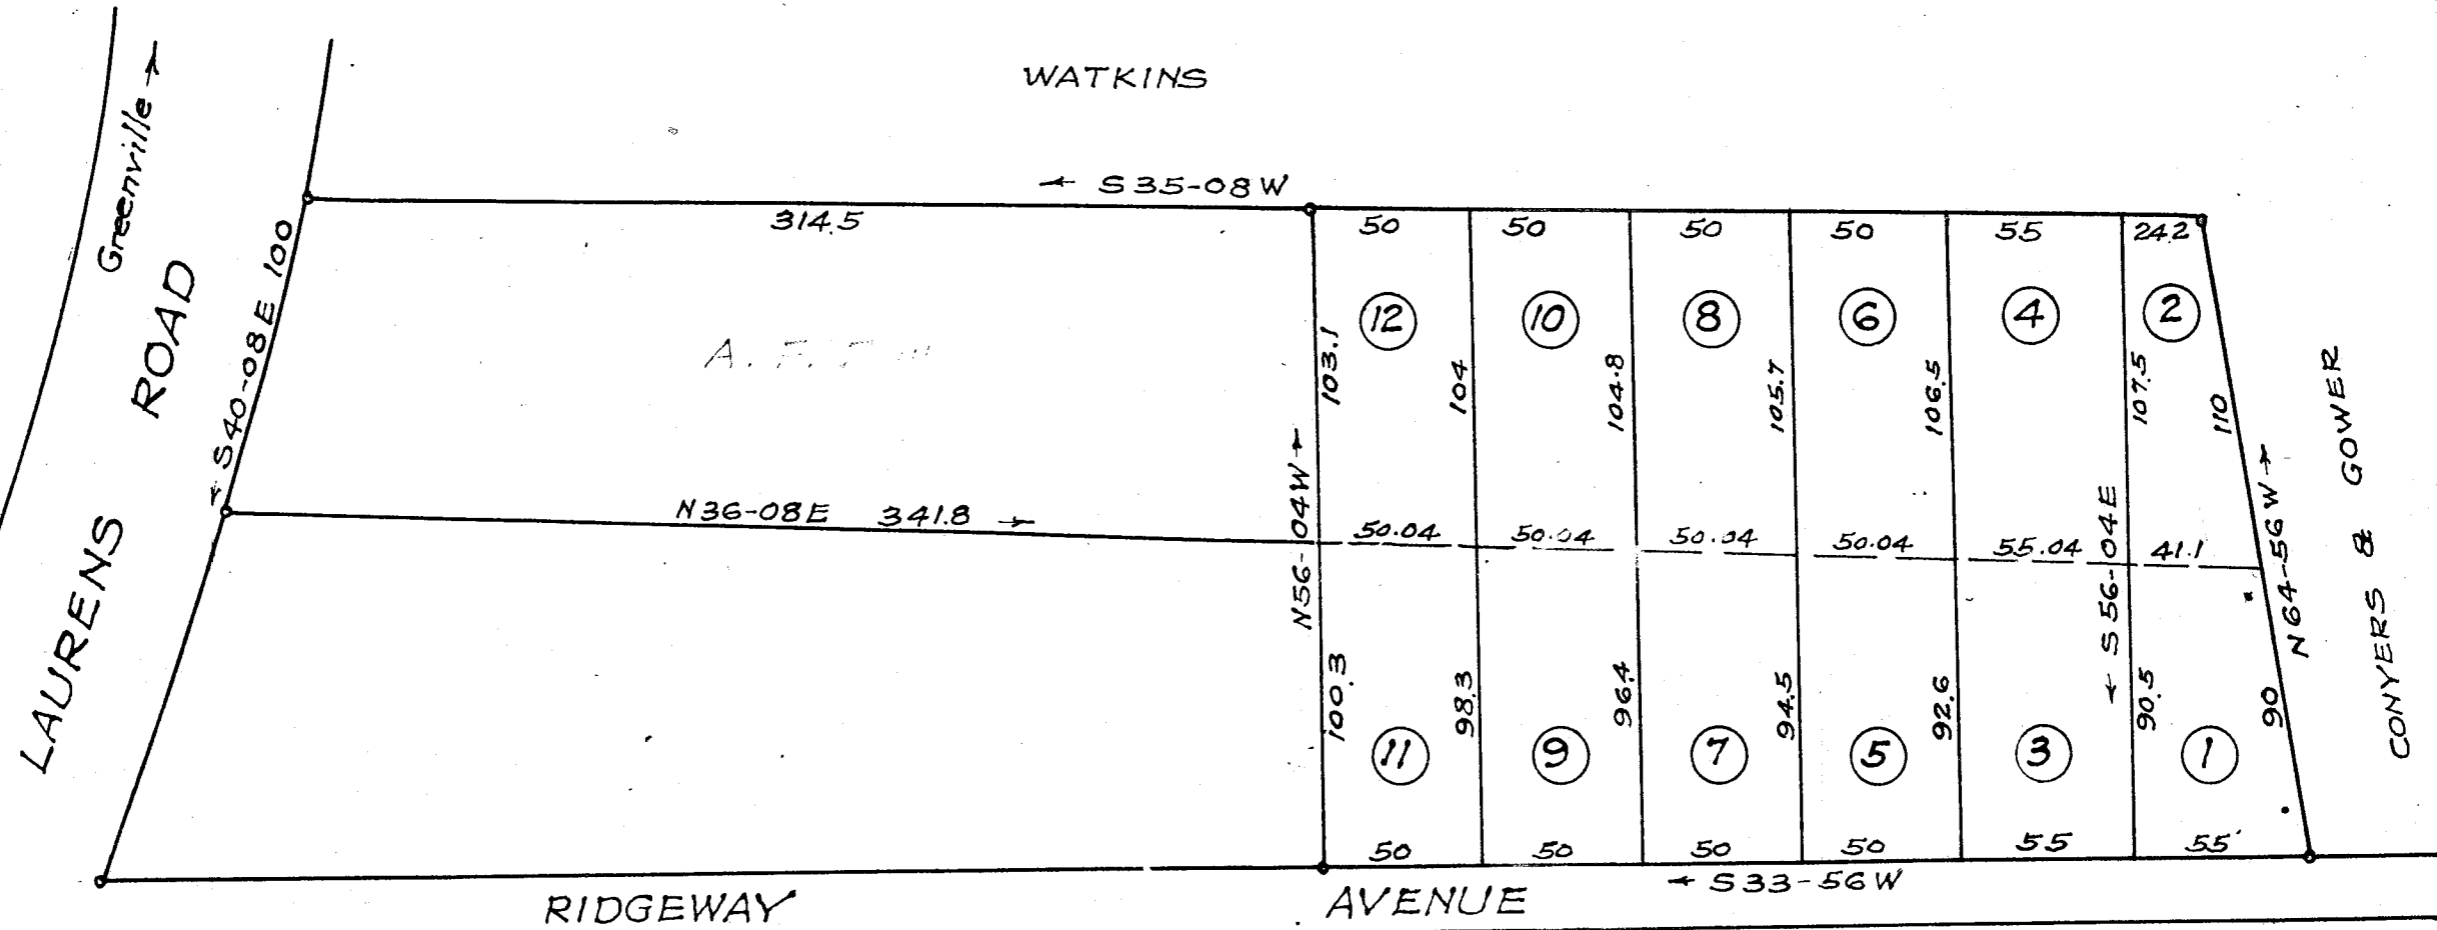 WATKINS
Greenville →
LAURENS ROAD
← S40-08E 100
← S35-08W
314.5
50 50 50 50 55 24.2
12 10 8 6 4 2
103.1 104 104.8 105.7 106.5 107.5 110
A. F.
N36-08E 341.8 →
N56-04W →
50.04 50.04 50.04 50.04 55.04 41.1
← S56-04E
N64-56W →
CONYERS & GOWER
100.3 98.3 96.4 94.5 92.6 90.5 90
11 9 7 5 3 1
50 50 50 50 55 55'
← S33-56W
RIDGEWAY AVENUE